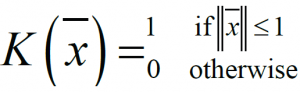 K(x̅) = 1 if ‖x̅‖ ≤ 1
0 otherwise